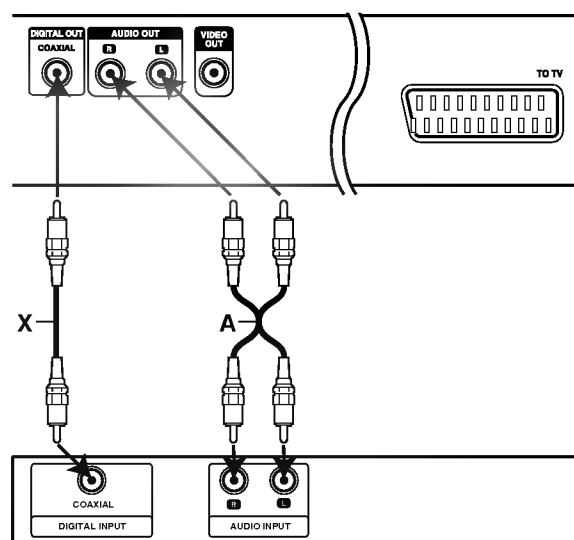 DIGITAL OUT
COAXIAL
AUDIO OUT
R
L
VIDEO
OUT
TO TV
X
A
COAXIAL
DIGITAL INPUT
R
L
AUDIO INPUT